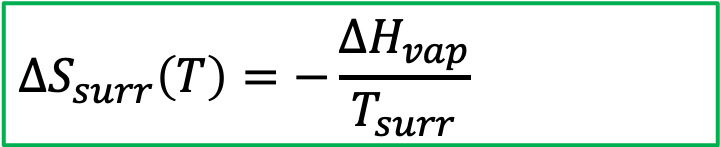 ΔS_surr(T) = − ΔH_vap / T_surr